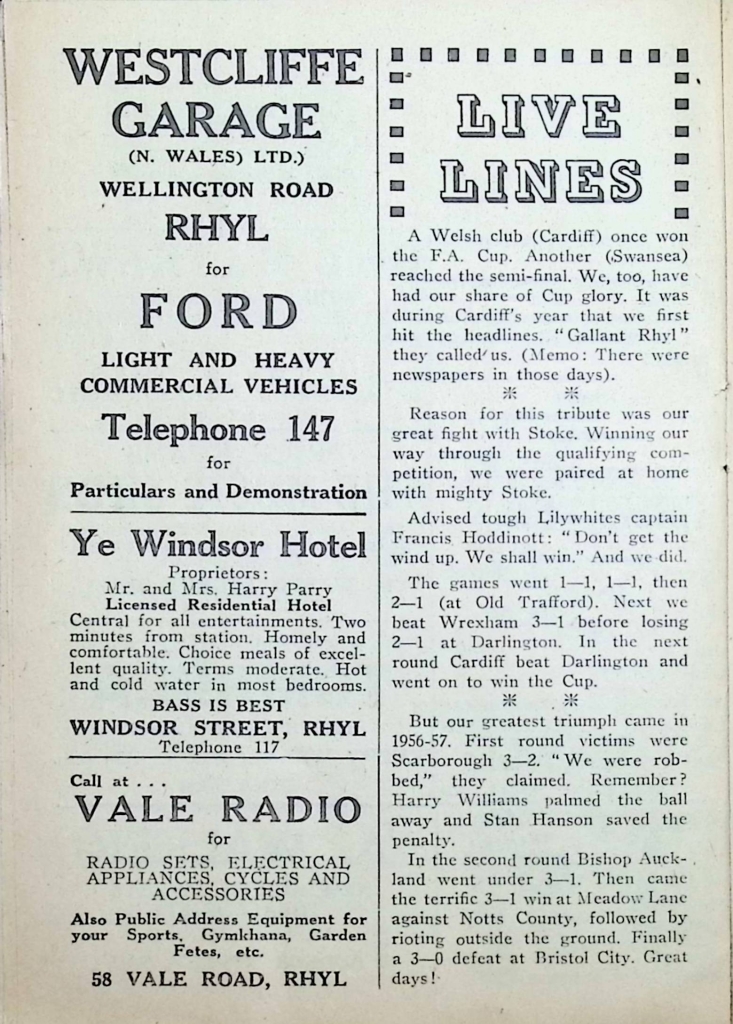 WESTCLIFFE
GARAGE
(N. WALES) LTD.)
WELLINGTON ROAD
RHYL
for
FORD
LIGHT AND HEAVY
COMMERCIAL VEHICLES
Telephone 147
for
Particulars and Demonstration
Ye Windsor Hotel
Proprietors:
Mr. and Mrs. Harry Parry
Licensed Residential Hotel
Central for all entertainments. Two
minutes from station. Homely and
comfortable. Choice meals of excel-
lent quality. Terms moderate. Hot
and cold water in most bedrooms.
BASS IS BEST
WINDSOR STREET, RHYL
Telephone 117
Call at . . .
VALE RADIO
for
RADIO SETS, ELECTRICAL
APPLIANCES, CYCLES AND
ACCESSORIES
Also Public Address Equipment for
your Sports, Gymkhana, Garden
Fetes, etc.
58 VALE ROAD, RHYL
LIVE
LINES
A Welsh club (Cardiff) once won
the F.A. Cup. Another (Swansea)
reached the semi-final. We, too, have
had our share of Cup glory. It was
during Cardiff's year that we first
hit the headlines. "Gallant Rhyl"
they called us. (Memo: There were
newspapers in those days).
Reason for this tribute was our
great fight with Stoke. Winning our
way through the qualifying com-
petition, we were paired at home
with mighty Stoke.
Advised tough Lilywhites captain
Francis Hoddinott: "Don't get the
wind up. We shall win." And we did.
The games went 1—1, 1—1, then
2—1 (at Old Trafford). Next we
beat Wrexham 3—1 before losing
2—1 at Darlington. In the next
round Cardiff beat Darlington and
went on to win the Cup.
But our greatest triumph came in
1956-57. First round victims were
Scarborough 3—2. "We were rob-
bed," they claimed. Remember?
Harry Williams palmed the ball
away and Stan Hanson saved the
penalty.
In the second round Bishop Auck-
land went under 3—1. Then came
the terrific 3—1 win at Meadow Lane
against Notts County, followed by
rioting outside the ground. Finally
a 3—0 defeat at Bristol City. Great
days!